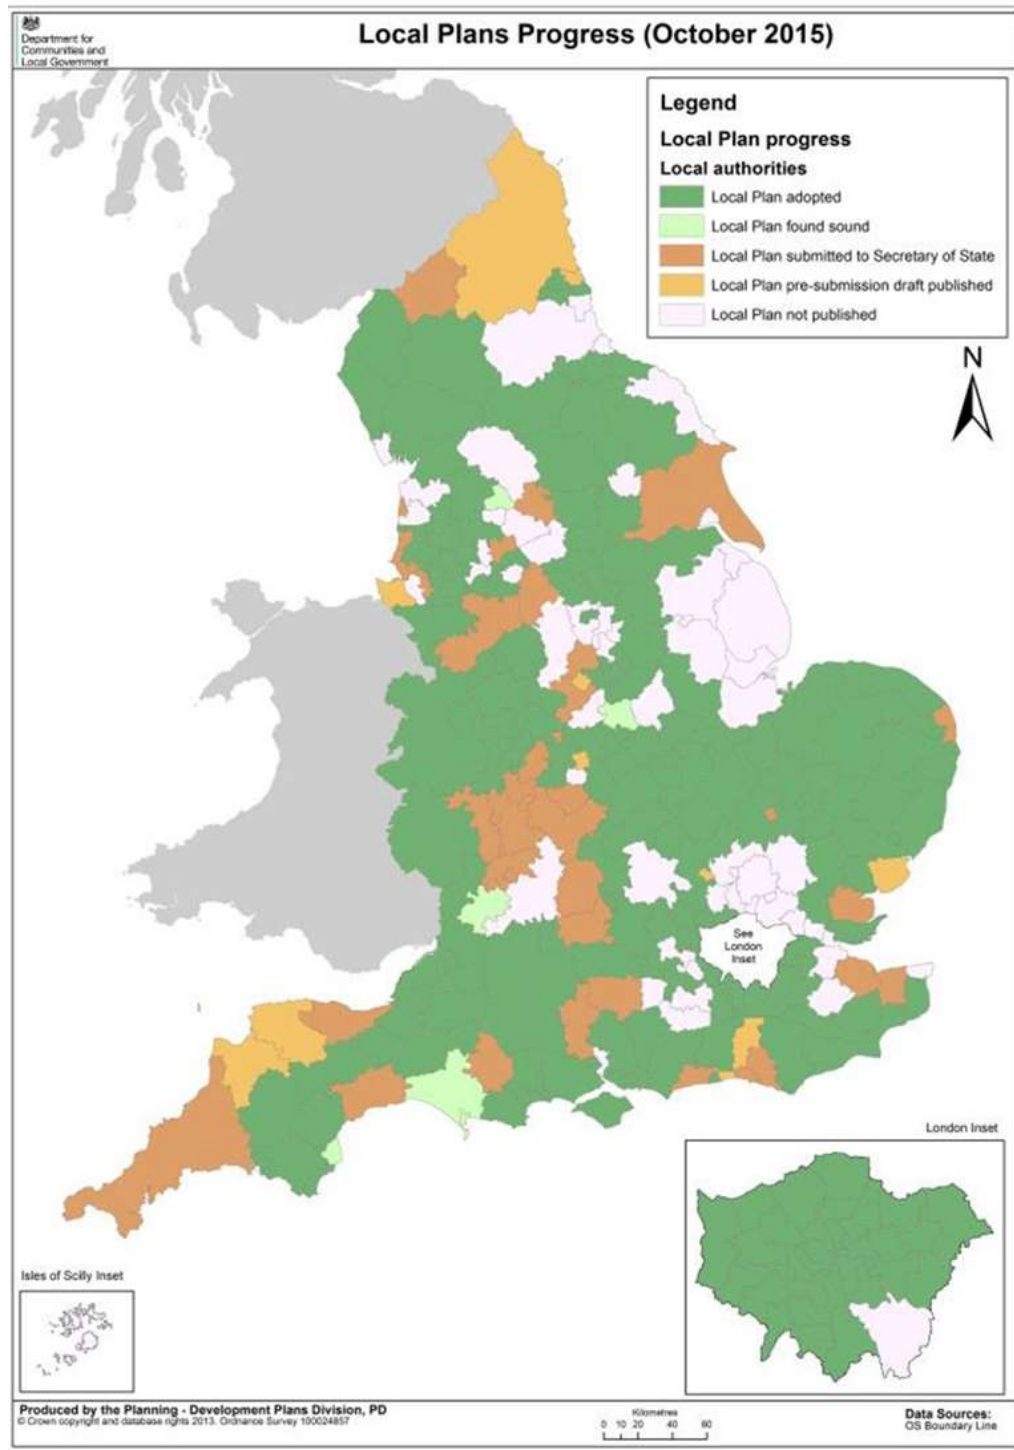 Department for
Communities and
Local Government
Local Plans Progress (October 2015)
Legend
Local Plan progress
Local authorities
Local Plan adopted
Local Plan found sound
Local Plan submitted to Secretary of State
Local Plan pre-submission draft published
Local Plan not published
N
See
London
Inset
London Inset
Isles of Scilly Inset
Produced by the Planning - Development Plans Division, PD
© Crown copyright and database rights 2013. Ordnance Survey 100024857
Kilometres
0 10 20 40 60
Data Sources:
OS Boundary Line